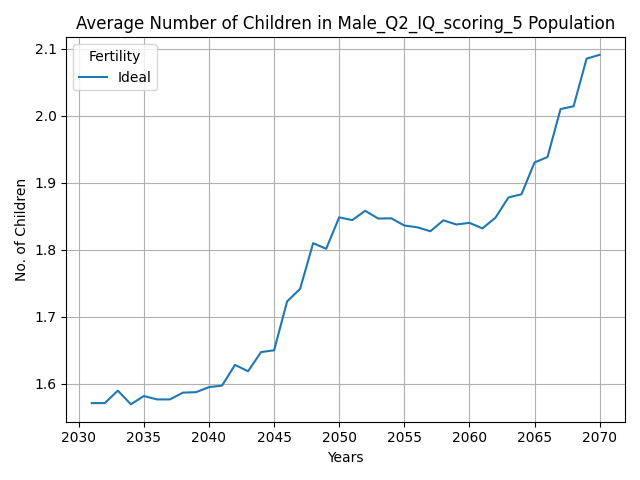 Average Number of Children in Male_Q2_IQ_scoring_5 Population
Fertility
Ideal
No. of Children
2.1
2.0
1.9
1.8
1.7
1.6
2030 2035 2040 2045 2050 2055 2060 2065 2070
Years